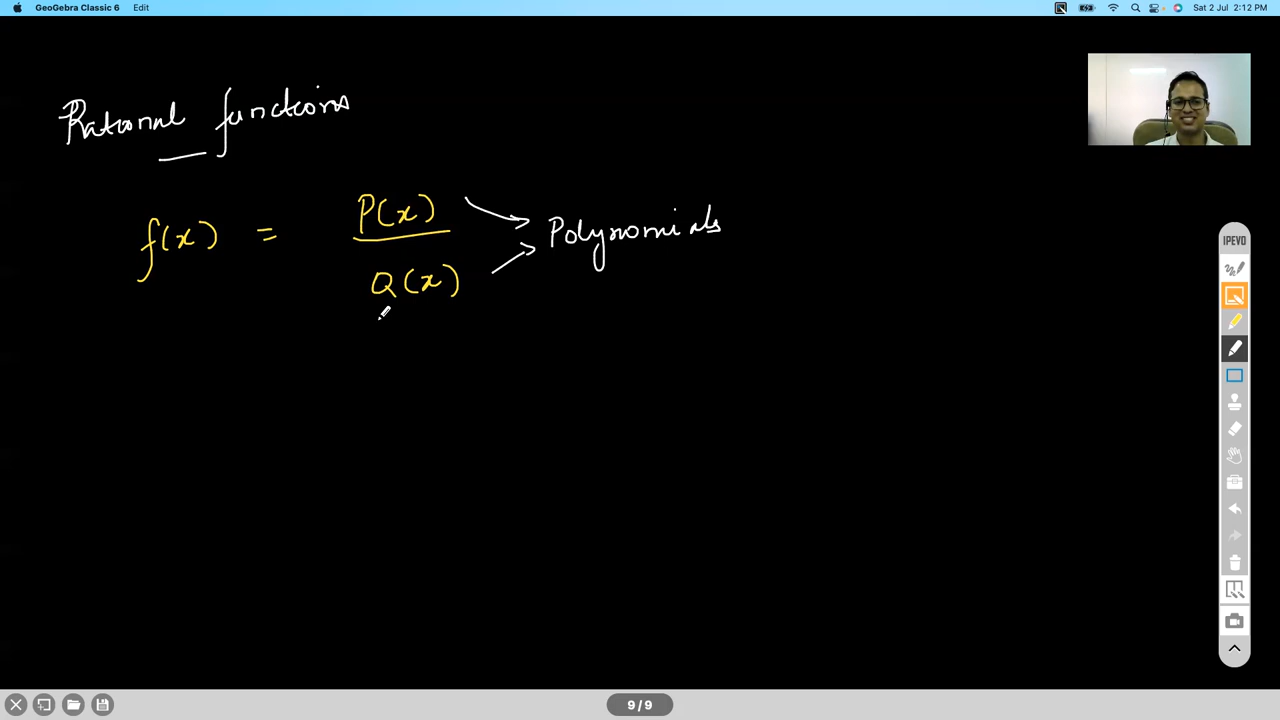 GeoGebra Classic 6 Edit
Sat 2 Jul 2:12 PM
Rational functions
f(x) = P(x)
Q(x)
Polynomials
IPEVO
9 / 9